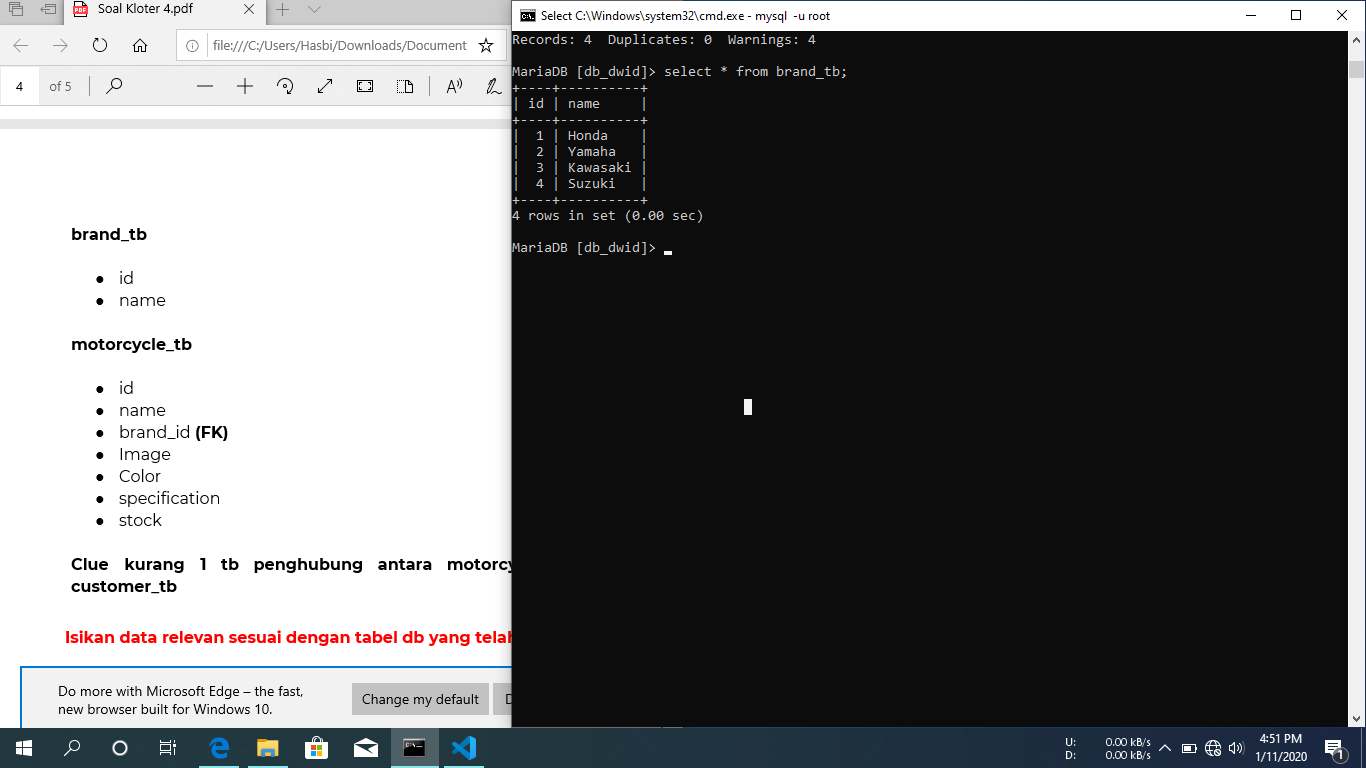 Soal Kloter 4.pdf
file:///C:/Users/Hasbi/Downloads/Document
4 of 5
brand_tb
● id
● name
motorcycle_tb
● id
● name
● brand_id (FK)
● Image
● Color
● specification
● stock
Clue kurang 1 tb penghubung antara
customer_tb
Isikan data relevan sesuai dengan tabel db yang
Do more with Microsoft Edge – the fast,
new browser built for Windows 10.
Change my default
Select C:\Windows\system32\cmd.exe - mysql -u root
Records: 4  Duplicates: 0  Warnings: 4
MariaDB [db_dwid]> select * from brand_tb;
+----+----------+
| id | name     |
+----+----------+
|  1 | Honda    |
|  2 | Yamaha   |
|  3 | Kawasaki |
|  4 | Suzuki   |
+----+----------+
4 rows in set (0.00 sec)
MariaDB [db_dwid]>
U: 0.00 kB/s
D: 0.00 kB/s
4:51 PM
1/11/2020
1